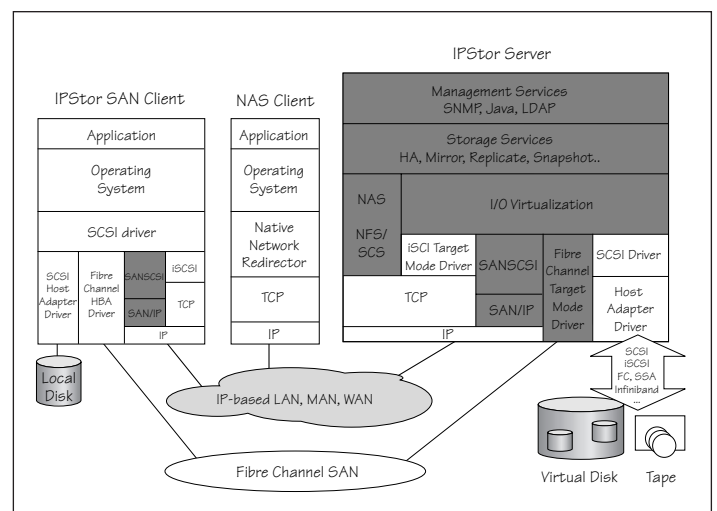 IPStor Server
IPStor SAN Client
NAS Client
Management Services
SNMP, Java, LDAP
Storage Services
HA, Mirror, Replicate, Snapshot..
Application
Operating
System
SCSI driver
SCSI
Host
Adapter
Driver
Fibre
Channel
HBA
Driver
SANSCSI
SAN/IP
iSCSI
TCP
IP
Application
Operating
System
Native
Network
Redirector
TCP
IP
NAS
NFS/
SCS
I/O Virtualization
iSCI Target
Mode Driver
TCP
IP
SANSCSI
SAN/IP
Fibre
Channel
Target
Mode
Driver
SCSI Driver
Host
Adapter
Driver
SCSI
iSCSI
FC, SSA
Infiniband
...
Local
Disk
IP-based LAN, MAN, WAN
Fibre Channel SAN
Virtual Disk
Tape